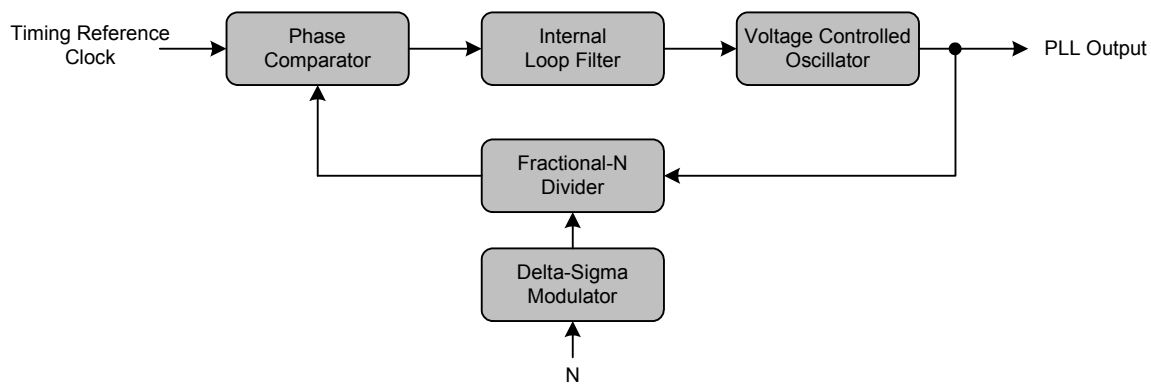 Timing Reference
Clock
Phase
Comparator
Internal
Loop Filter
Voltage Controlled
Oscillator
PLL Output
Fractional-N
Divider
Delta-Sigma
Modulator
N